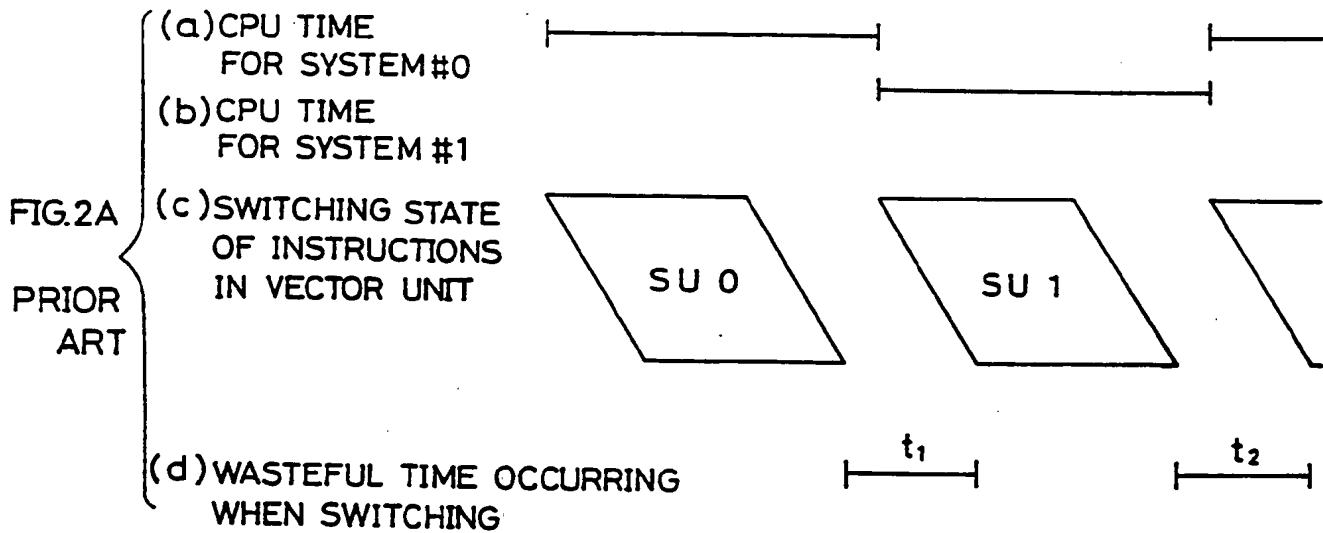 (a) CPU TIME
FOR SYSTEM #0
(b) CPU TIME
FOR SYSTEM #1
FIG.2A
PRIOR
ART
(c) SWITCHING STATE
OF INSTRUCTIONS
IN VECTOR UNIT
SU 0
SU 1
(d) WASTEFUL TIME OCCURRING
WHEN SWITCHING
t₁
t₂